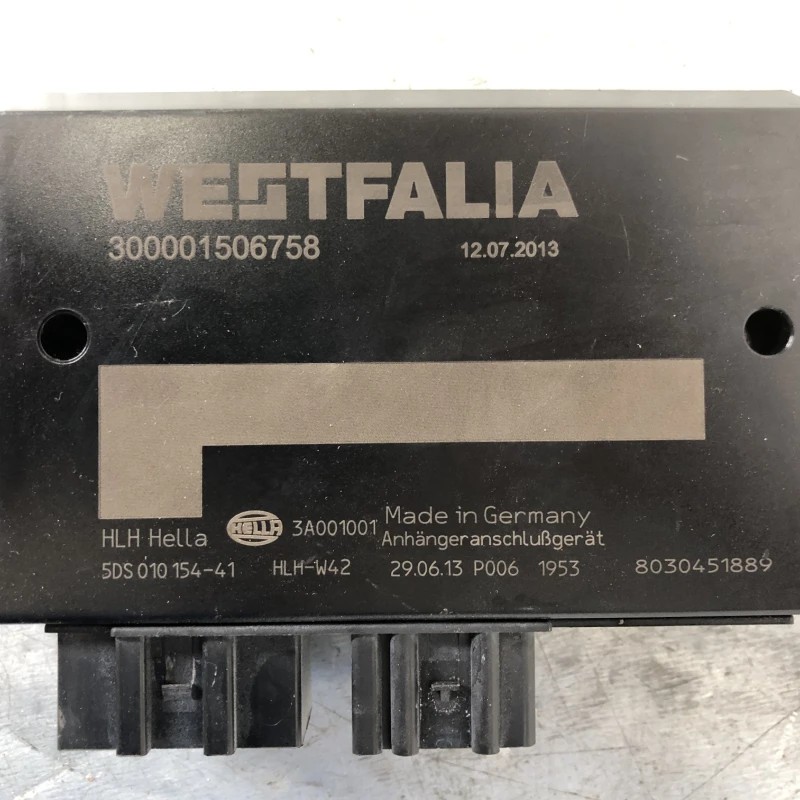 WESTFALIA
300001506758 12.07.2013
HLH Hella HELLA 3A001001 Made in Germany
Anhängeranschlußgerät
5DS 010 154-41 HLH-W42 29.06.13 P006 1953 8030451889